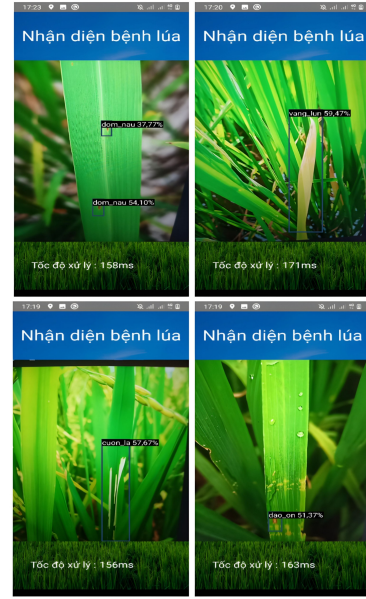 17:23
Nhận diện bệnh lúa
dom_nau 37,77%
dom_nau 54,10%
Tốc độ xử lý : 158ms
17:20
Nhận diện bệnh lúa
vang_lun 59,47%
Tốc độ xử lý : 171ms
17:19
Nhận diện bệnh lúa
cuon_la 57,67%
Tốc độ xử lý : 156ms
17:19
Nhận diện bệnh lúa
dao_on 51,37%
Tốc độ xử lý : 163ms